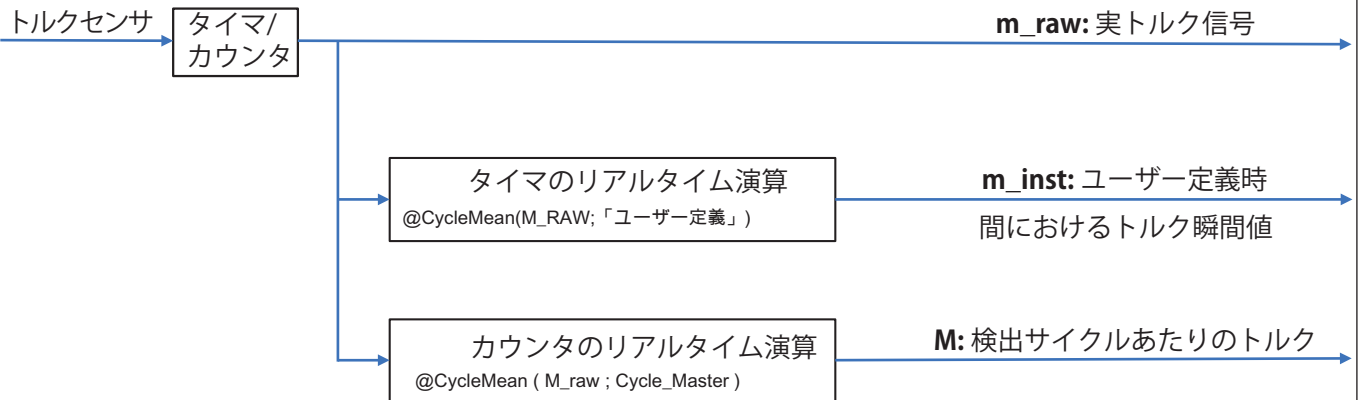 トルクセンサ
タイマ/
カウンタ
m_raw: 実トルク信号
タイマのリアルタイム演算
@CycleMean(M_RAW;「ユーザー定義」)
m_inst: ユーザー定義時
間におけるトルク瞬間値
カウンタのリアルタイム演算
@CycleMean ( M_raw ; Cycle_Master )
M: 検出サイクルあたりのトルク